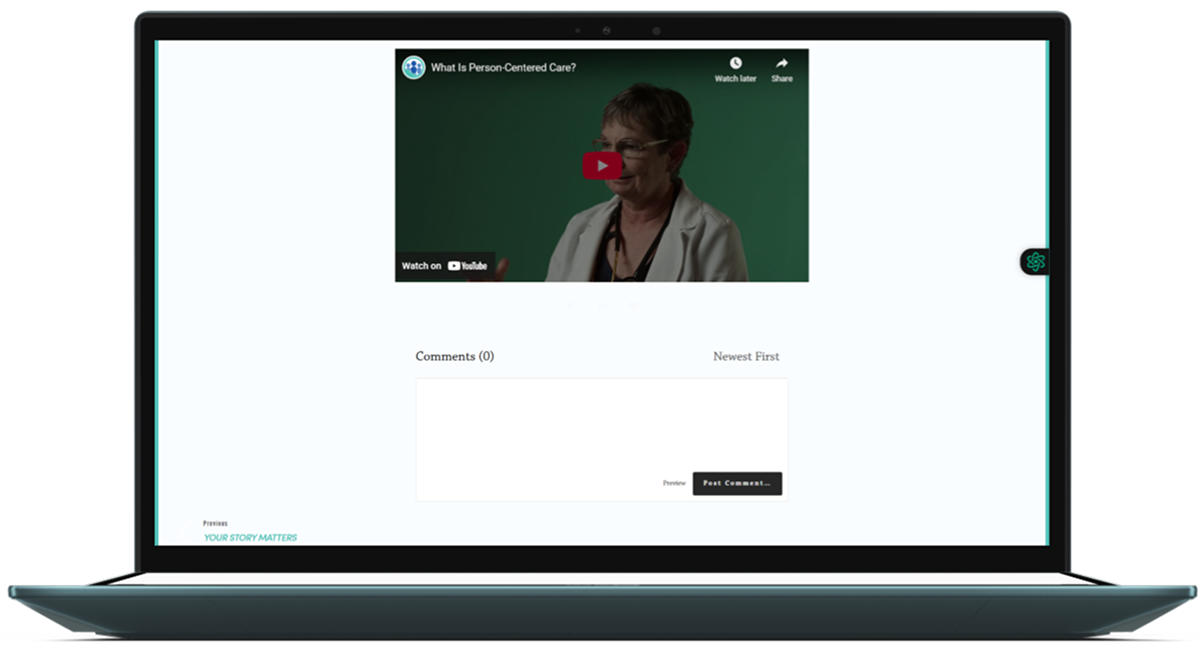 What Is Person-Centered Care?
Watch later
Share
Watch on YouTube
Comments (0)
Newest First
Preview
Post Comment...
Previous
YOUR STORY MATTERS